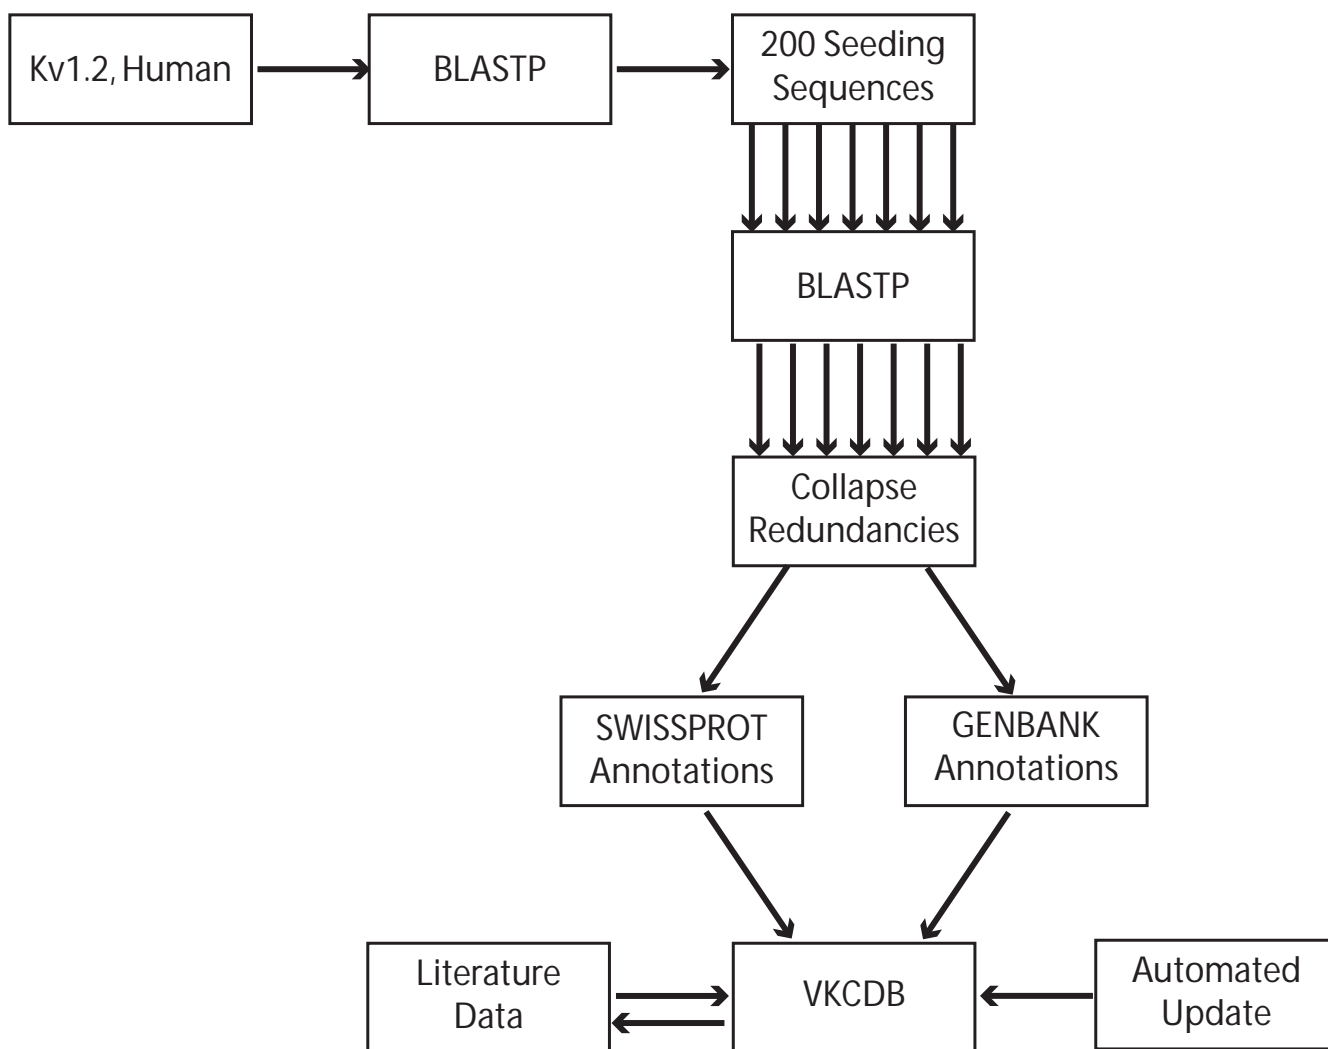 Kv1.2, Human
BLASTP
200 Seeding
Sequences
BLASTP
Collapse
Redundancies
SWISSPROT
Annotations
GENBANK
Annotations
Literature
Data
VKCDB
Automated
Update